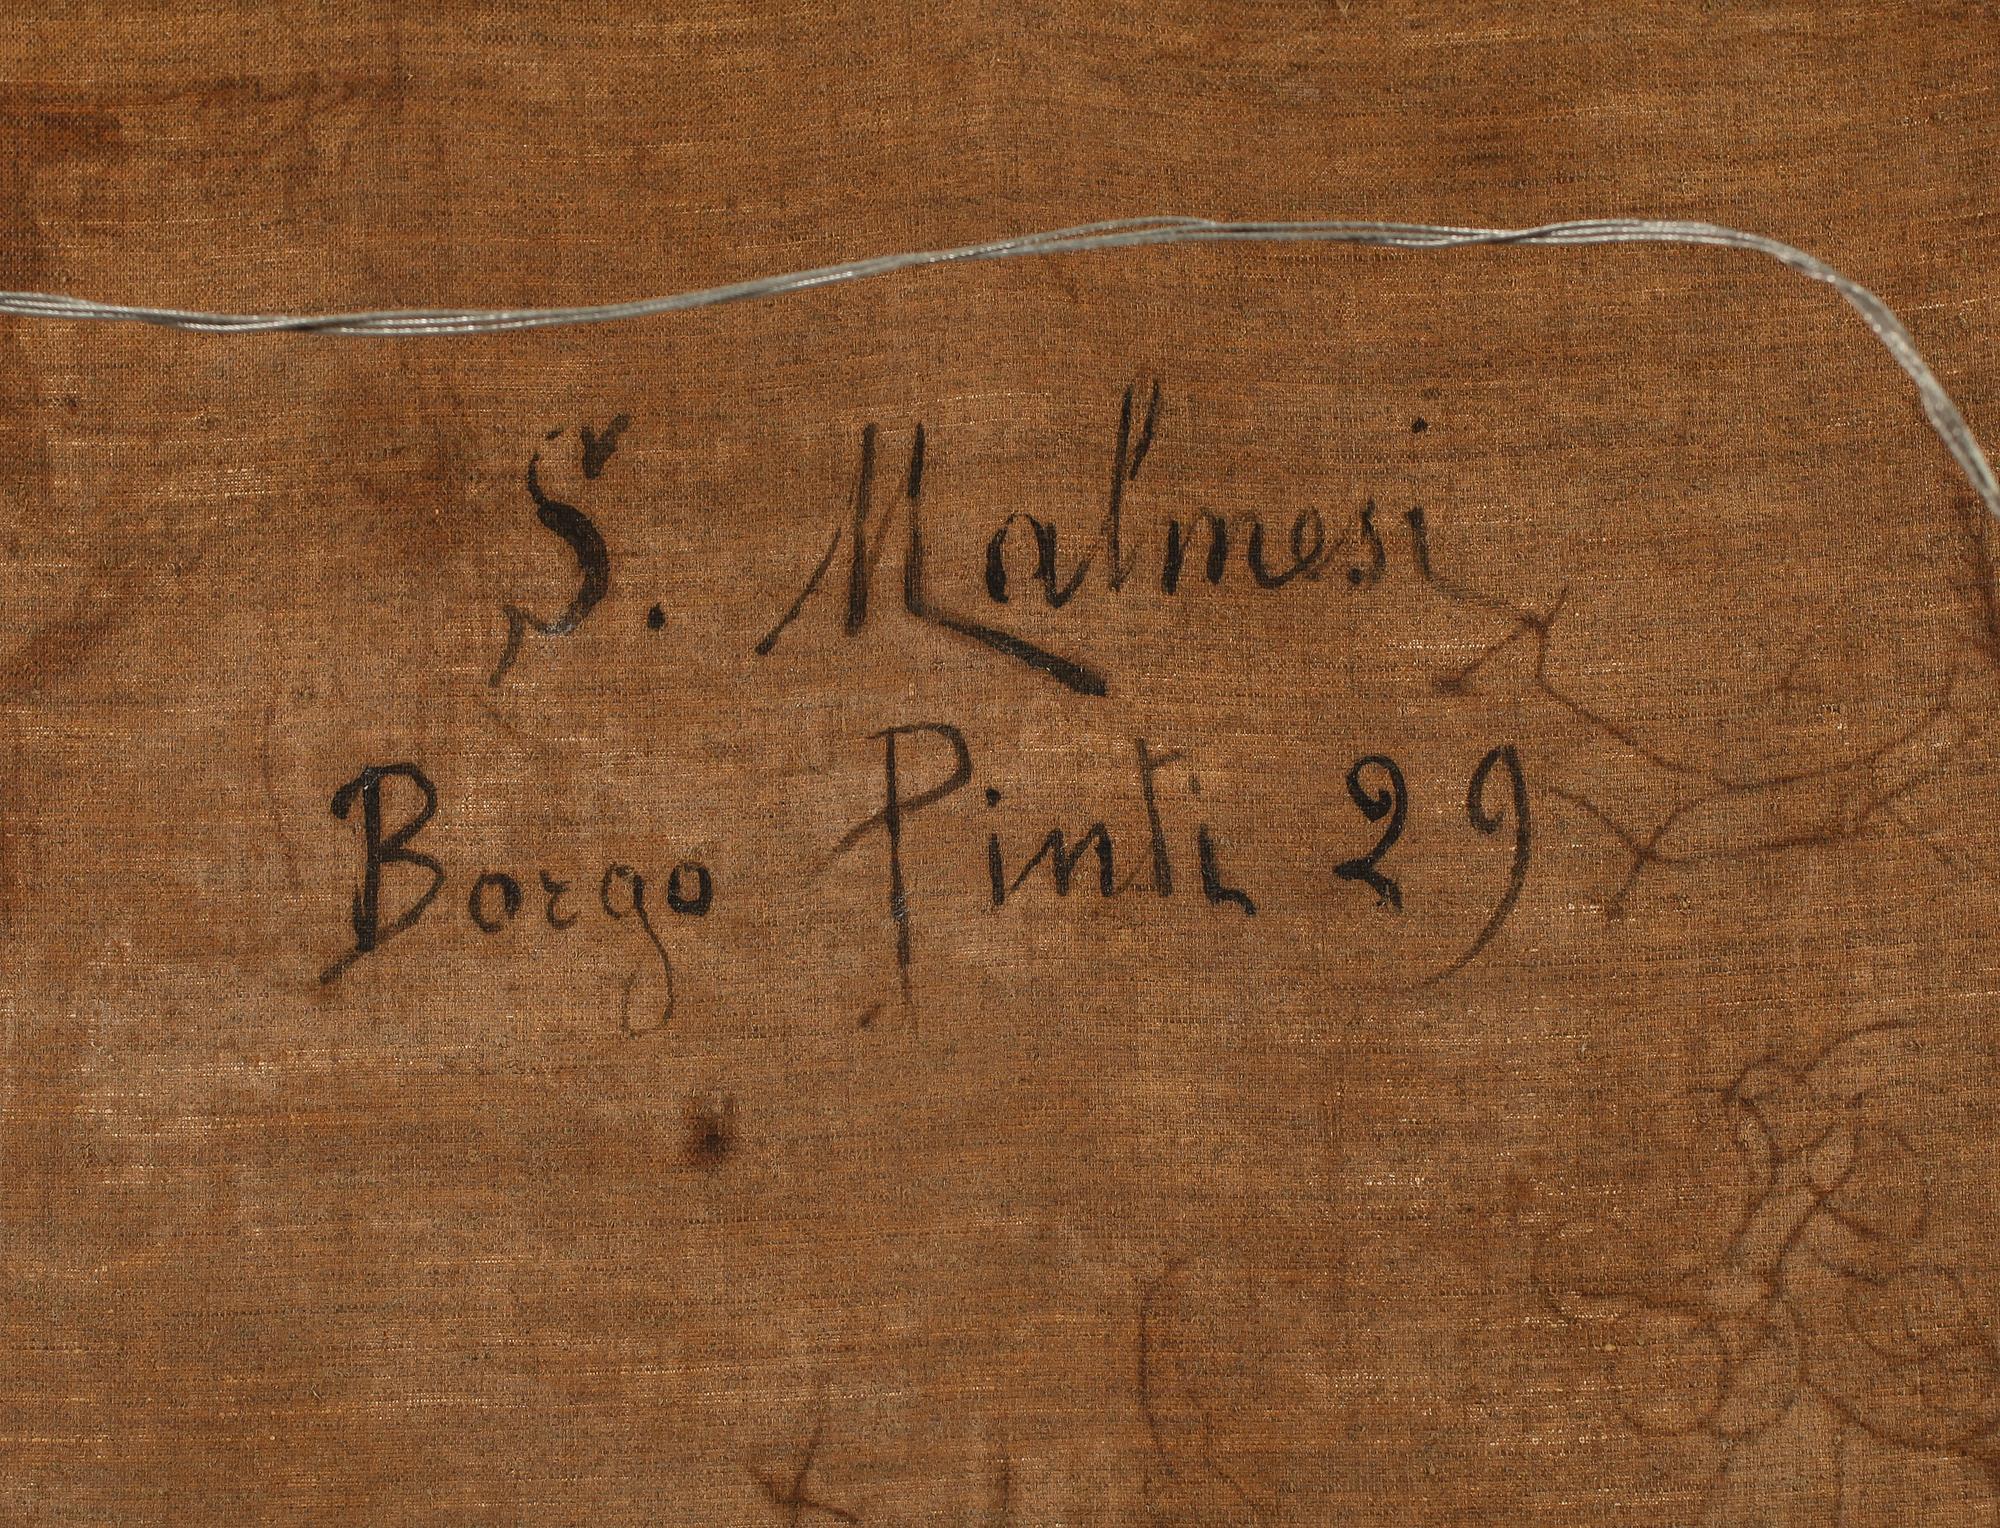 S. Malmesi
Borgo Pinti 29